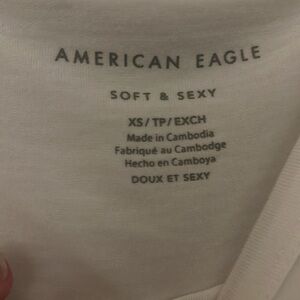 AMERICAN EAGLE
SOFT & SEXY
XS/TP/EXCH
Made in Cambodia
Fabriqué au Cambodge
Hecho en Camboya
DOUX ET SEXY